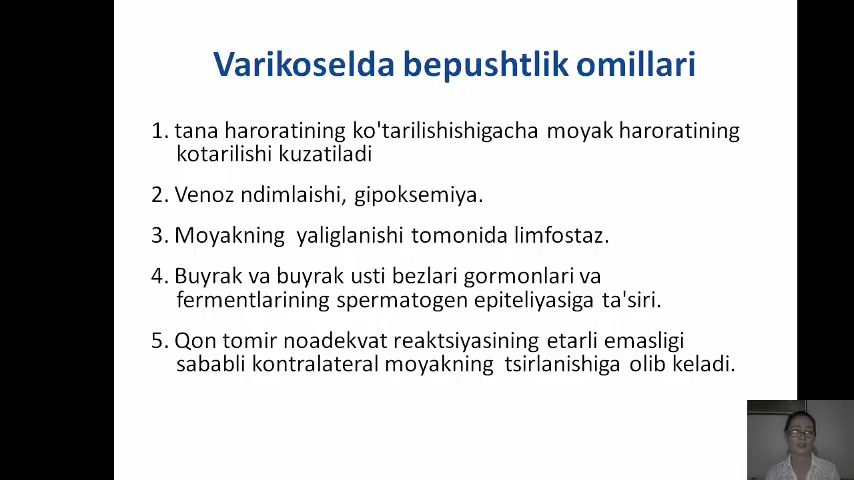 Varikoselda bepushtlik omillari
1. tana haroratining ko'tarilishishigacha moyak haroratining
kotarilishi kuzatiladi
2. Venoz ndimlaishi, gipoksemiya.
3. Moyakning yaliglanishi tomonida limfostaz.
4. Buyrak va buyrak usti bezlari gormonlari va
fermentlarining spermatogen epiteliyasiga ta'siri.
5. Qon tomir noadekvat reaktsiyasining etarli emasligi
sababli kontralateral moyakning tsirlanishiga olib keladi.